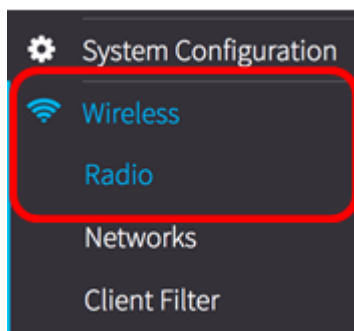 System Configuration
Wireless
Radio
Networks
Client Filter